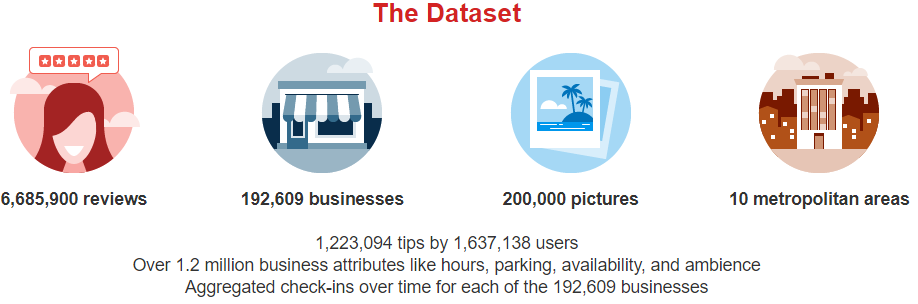 The Dataset
6,685,900 reviews
192,609 businesses
200,000 pictures
10 metropolitan areas
1,223,094 tips by 1,637,138 users
Over 1.2 million business attributes like hours, parking, availability, and ambience
Aggregated check-ins over time for each of the 192,609 businesses